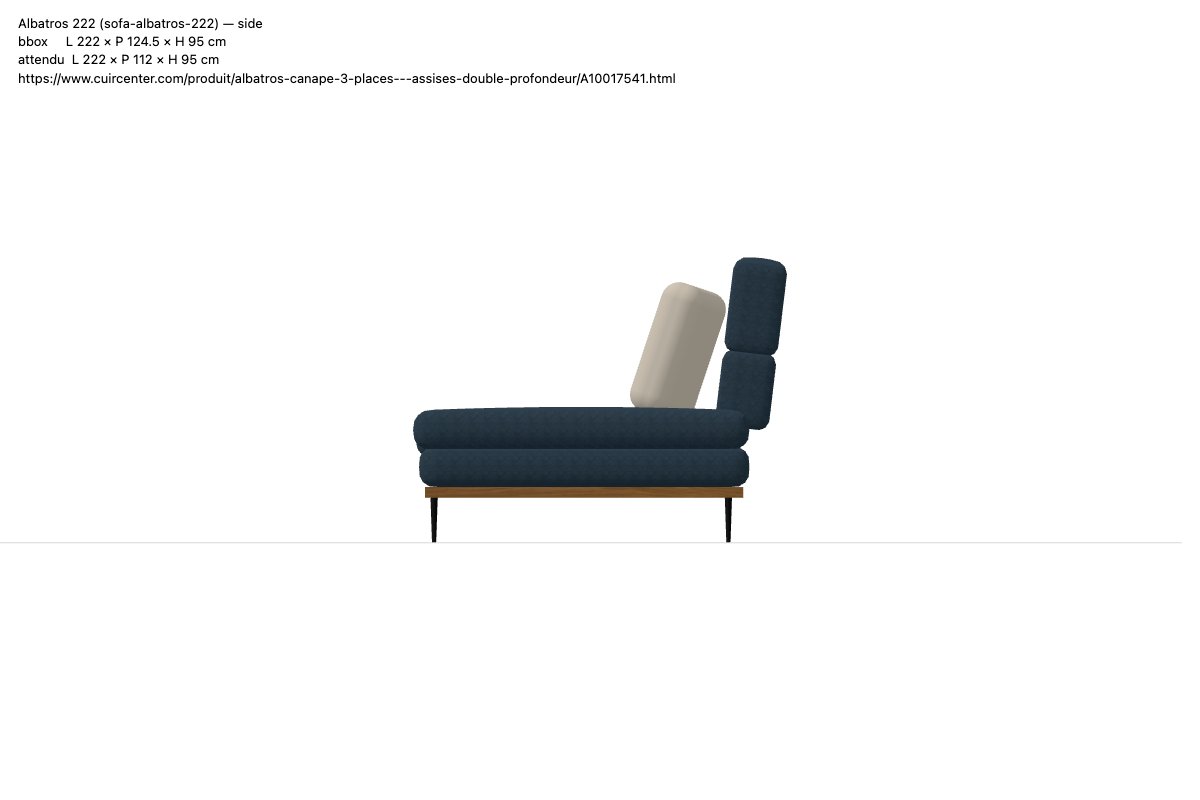 Albatros 222 (sofa-albatros-222) — side
bbox L 222 × P 124.5 × H 95 cm
attendu L 222 × P 112 × H 95 cm
https://www.cuircenter.com/produit/albatros-canape-3-places---assises-double-profondeur/A10017541.html